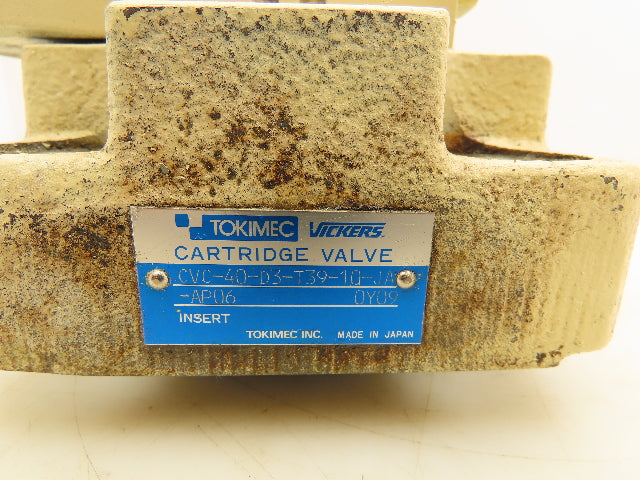 TOKIMEC VICKERS
CARTRIDGE VALVE
CVC-40-D3-T39-10-JA
-AP06 0Y09
INSERT
TOKIMEC INC. MADE IN JAPAN